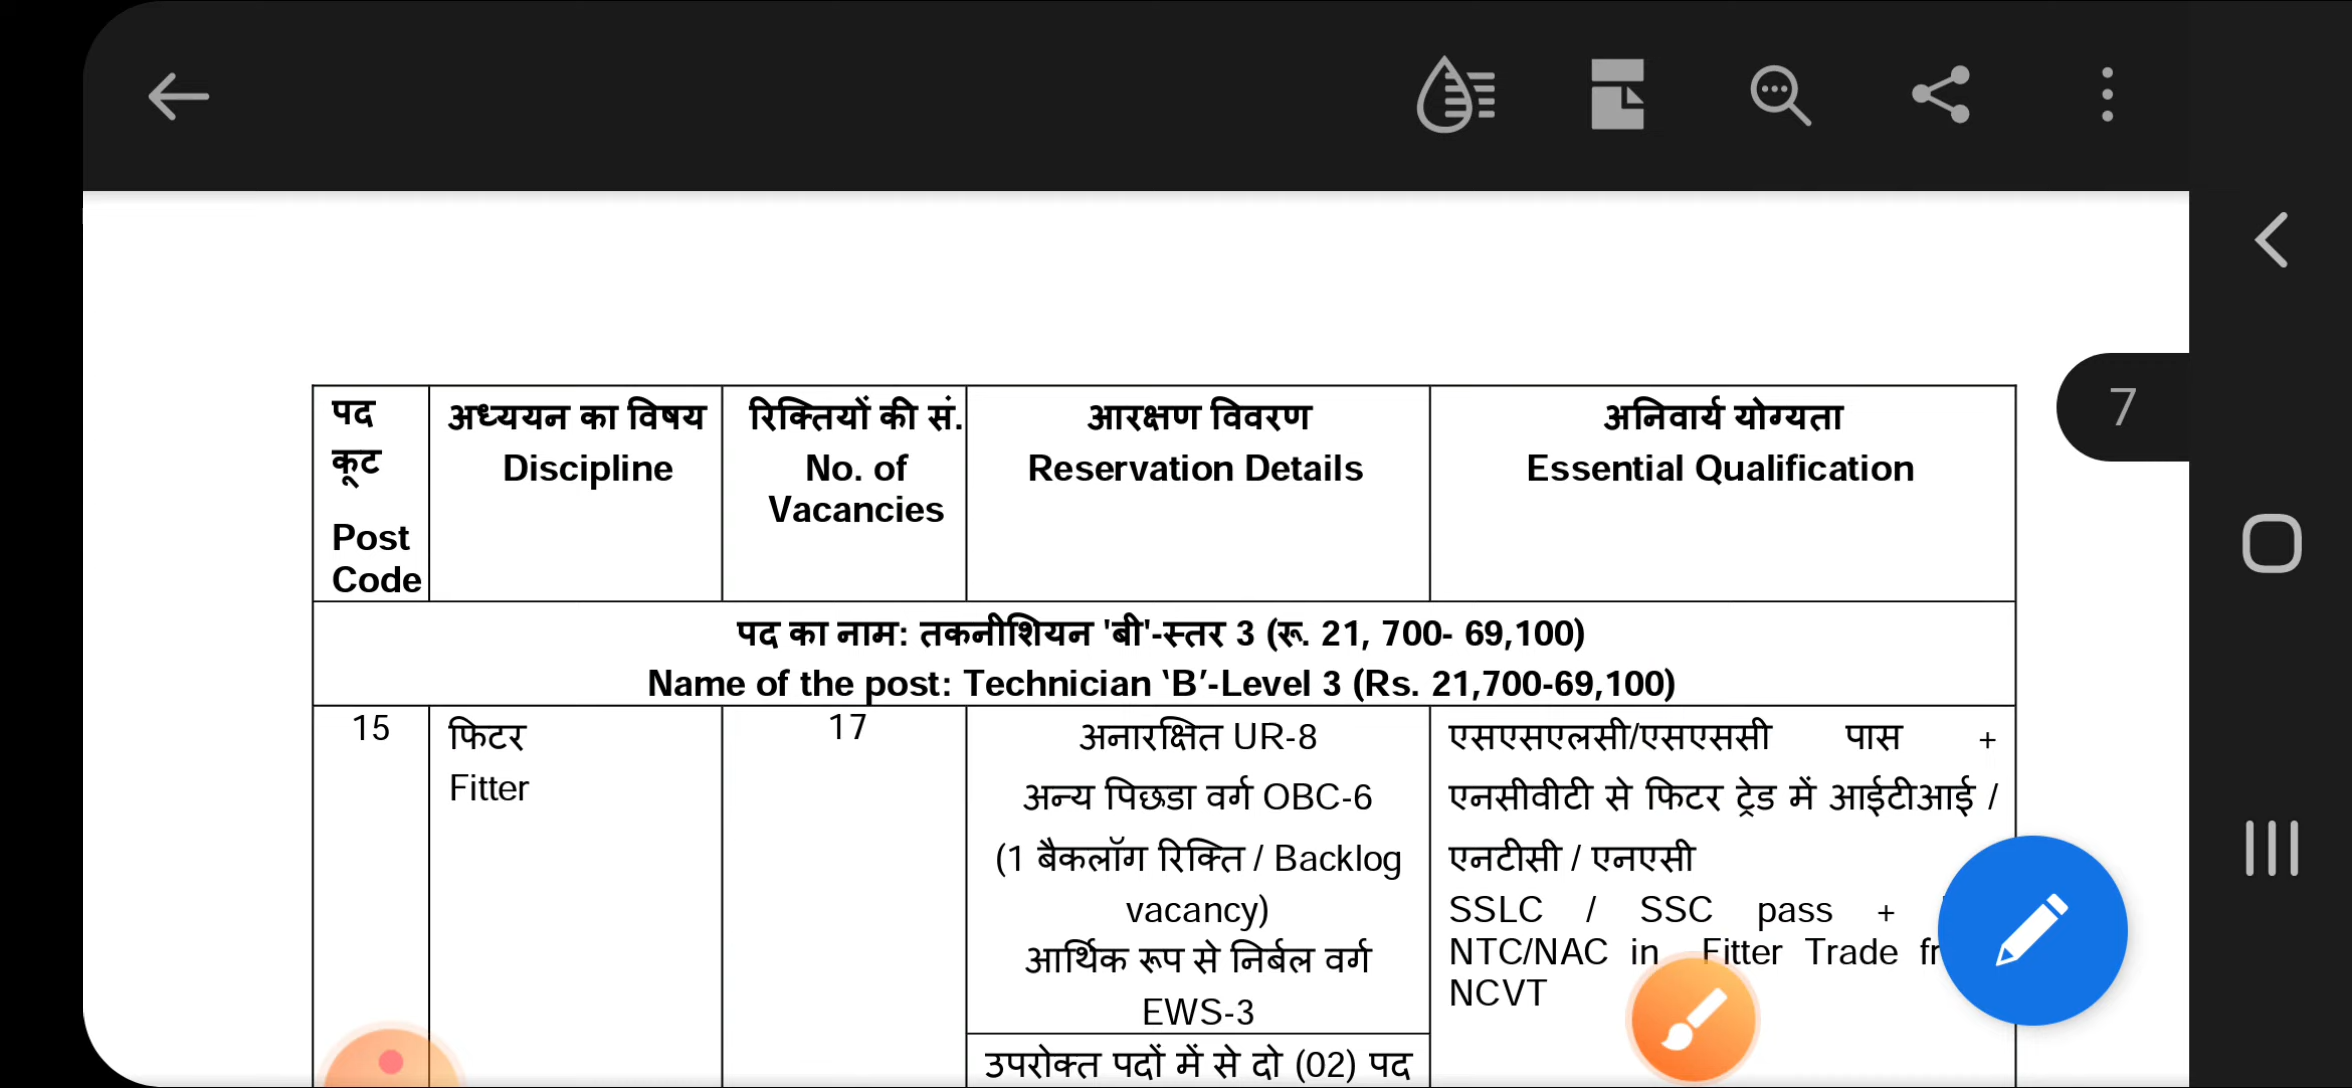 7
पद
कूट
Post
Code
अध्ययन का विषय
Discipline
रिक्तियों की सं.
No. of
Vacancies
आरक्षण विवरण
Reservation Details
अनिवार्य योग्यता
Essential Qualification
पद का नाम: तकनीशियन 'बी'-स्तर 3 (रू. 21, 700- 69,100)
Name of the post: Technician ‘B’-Level 3 (Rs. 21,700-69,100)
15
फिटर
Fitter
17
अनारक्षित UR-8
अन्य पिछडा वर्ग OBC-6
(1 बैकलॉग रिक्ति / Backlog
vacancy)
आर्थिक रूप से निर्बल वर्ग
EWS-3
उपरोक्त पदों में से दो (02) पद
एसएसएलसी/एसएससी पास +
एनसीवीटी से फिटर ट्रेड में आईटीआई /
एनटीसी / एनएसी
SSLC / SSC pass +
NTC/NAC in Fitter Trade
NCVT